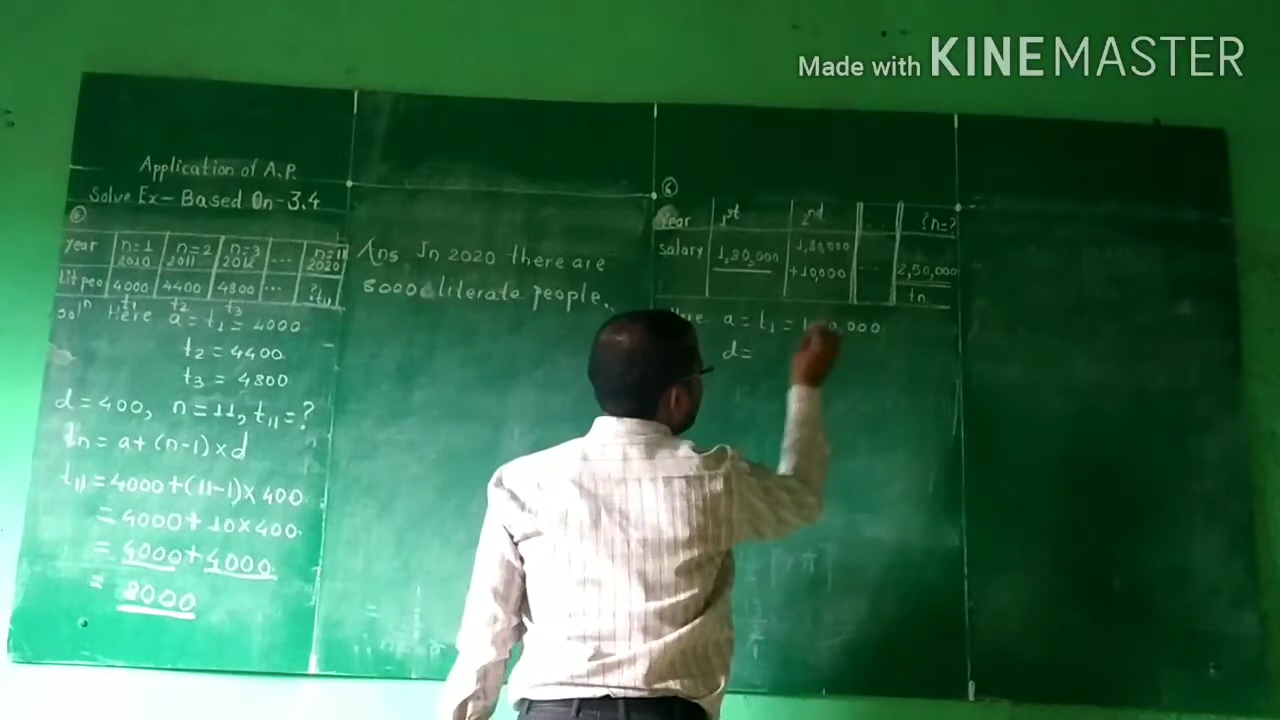 Made with KINEMASTER
Application of A.P.
Solve Ex- Based On-3.4
Year n=1 2010 n=2 2011 n=3 2012 ... n=11 2020
Lit peo 4000 4400 4800 ... ? t11
t1 t2 t3
Solⁿ Here a = t1 = 4000
t2 = 4400
t3 = 4800
d = 400, n = 11, t11 = ?
tn = a + (n-1) × d
t11 = 4000 + (11-1) × 400
= 4000 + 10 × 400
= 4000 + 4000
= 8000
Ans In 2020 there are
8000 literate people.
6
Year 1st 2nd ... ? n=?
Salary 1,80,000 1,80,000 +10,000 ... 2,50,000
tn
Here a = t1 = 000
d =